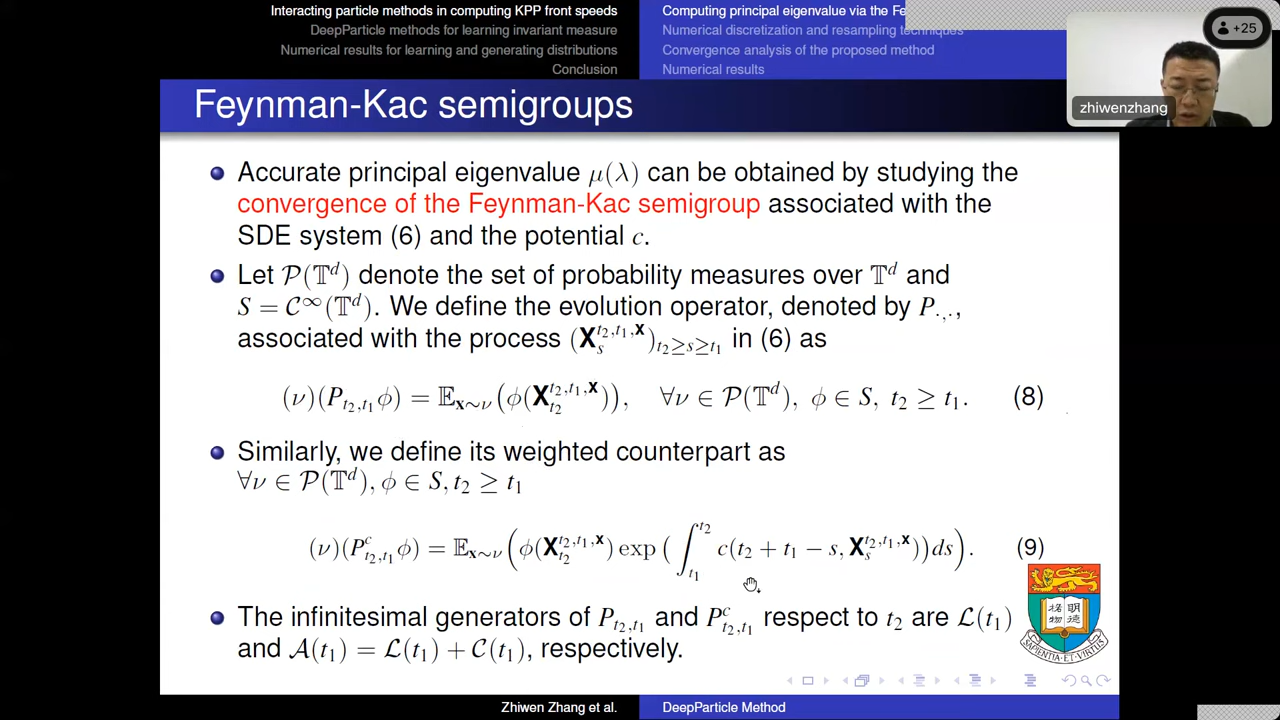 Interacting particle methods in computing KPP front speeds
DeepParticle methods for learning invariant measure
Numerical results for learning and generating distributions
Conclusion
Computing principal eigenvalue via the Fe
Numerical discretization and resampling techniques
Convergence analysis of the proposed method
Numerical results
+25
zhiwenzhang
Feynman-Kac semigroups
Accurate principal eigenvalue μ(λ) can be obtained by studying the
convergence of the Feynman-Kac semigroup associated with the
SDE system (6) and the potential c.
Let 𝒫(𝕋^d) denote the set of probability measures over 𝕋^d and
S = 𝒞^∞(𝕋^d). We define the evolution operator, denoted by P_{·,·},
associated with the process (X_s^{t_2,t_1,x})_{t_2≥s≥t_1} in (6) as
(ν)(P_{t_2,t_1}ϕ) = 𝔼_{x∼ν}(ϕ(X_{t_2}^{t_2,t_1,x})), ∀ν ∈ 𝒫(𝕋^d), ϕ ∈ S, t_2 ≥ t_1. (8)
Similarly, we define its weighted counterpart as
∀ν ∈ 𝒫(𝕋^d), ϕ ∈ S, t_2 ≥ t_1
(ν)(P^c_{t_2,t_1}ϕ) = 𝔼_{x∼ν}(ϕ(X_{t_2}^{t_2,t_1,x}) exp(∫_{t_1}^{t_2} c(t_2 + t_1 − s, X_s^{t_2,t_1,x}))ds). (9)
The infinitesimal generators of P_{t_2,t_1} and P^c_{t_2,t_1} respect to t_2 are ℒ(t_1)
and 𝒜(t_1) = ℒ(t_1) + 𝒞(t_1), respectively.
明德
格物
SAPIENTIA·ET·VIRTUS
Zhiwen Zhang et al.
DeepParticle Method